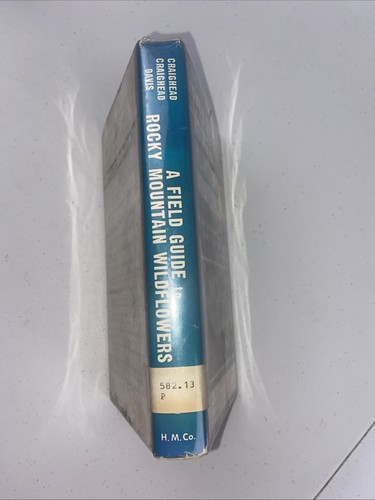 CRAIGHEAD
CRAIGHEAD
DAVIS
A FIELD GUIDE to
ROCKY MOUNTAIN WILDFLOWERS
582.13
P
H. M. Co.